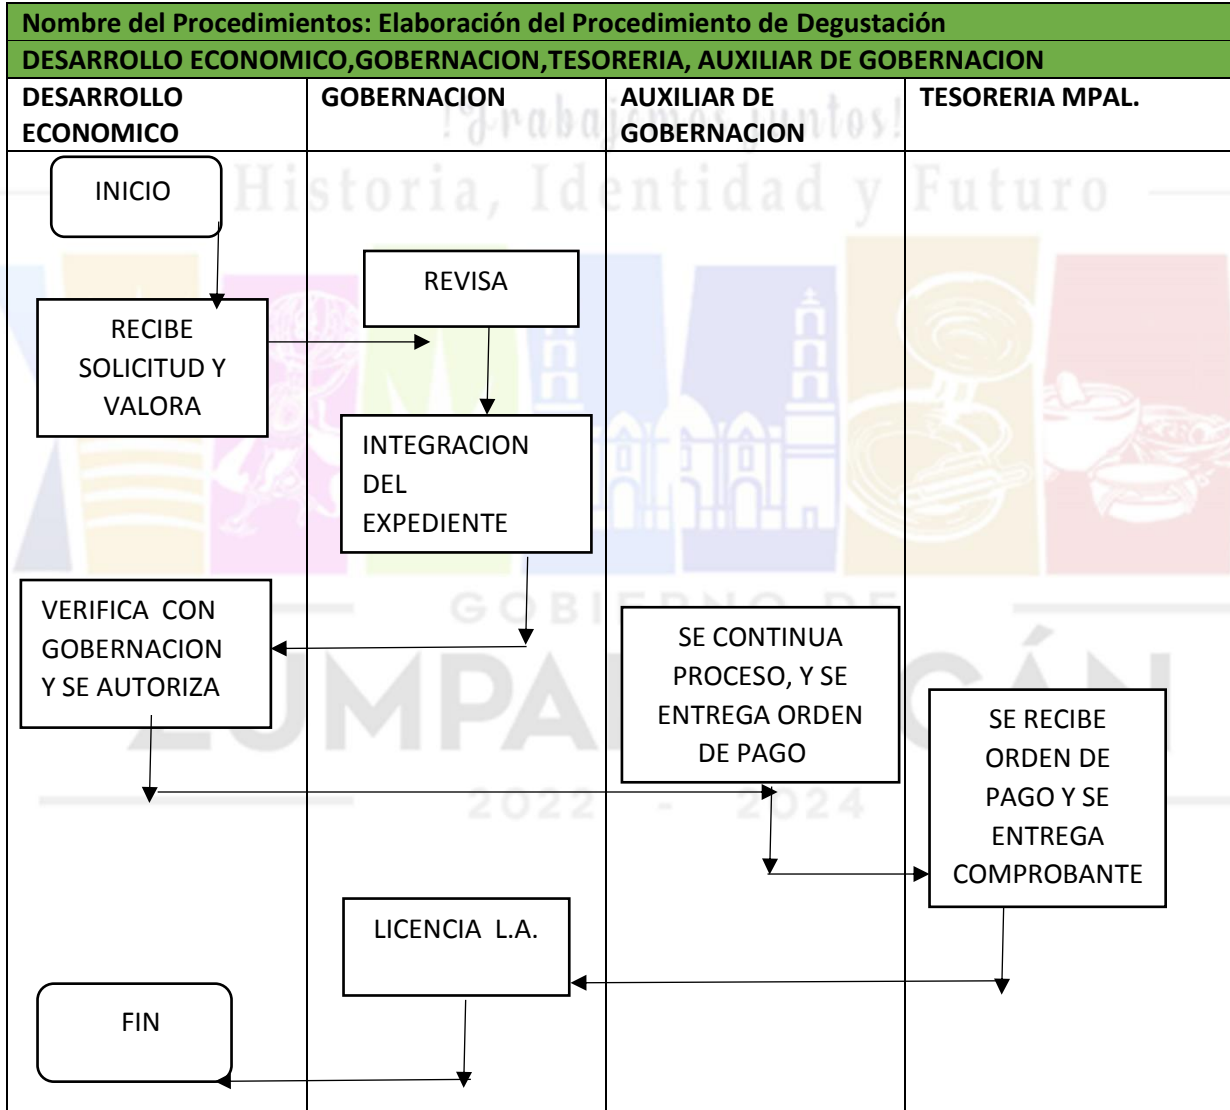 Nombre del Procedimientos: Elaboración del Procedimiento de Degustación
DESARROLLO ECONOMICO,GOBERNACION,TESORERIA, AUXILIAR DE GOBERNACION
DESARROLLO
ECONOMICO
GOBERNACION
AUXILIAR DE
GOBERNACION
TESORERIA MPAL.
!Trabajemos juntos!
Historia, Identidad y Futuro
INICIO
REVISA
RECIBE
SOLICITUD Y
VALORA
INTEGRACION
DEL
EXPEDIENTE
VERIFICA CON
GOBERNACION
Y SE AUTORIZA
GOBIERNO DE
SE CONTINUA
PROCESO, Y SE
ENTREGA ORDEN
DE PAGO
SE RECIBE
ORDEN DE
PAGO Y SE
ENTREGA
COMPROBANTE
2022 - 2024
LICENCIA L.A.
FIN